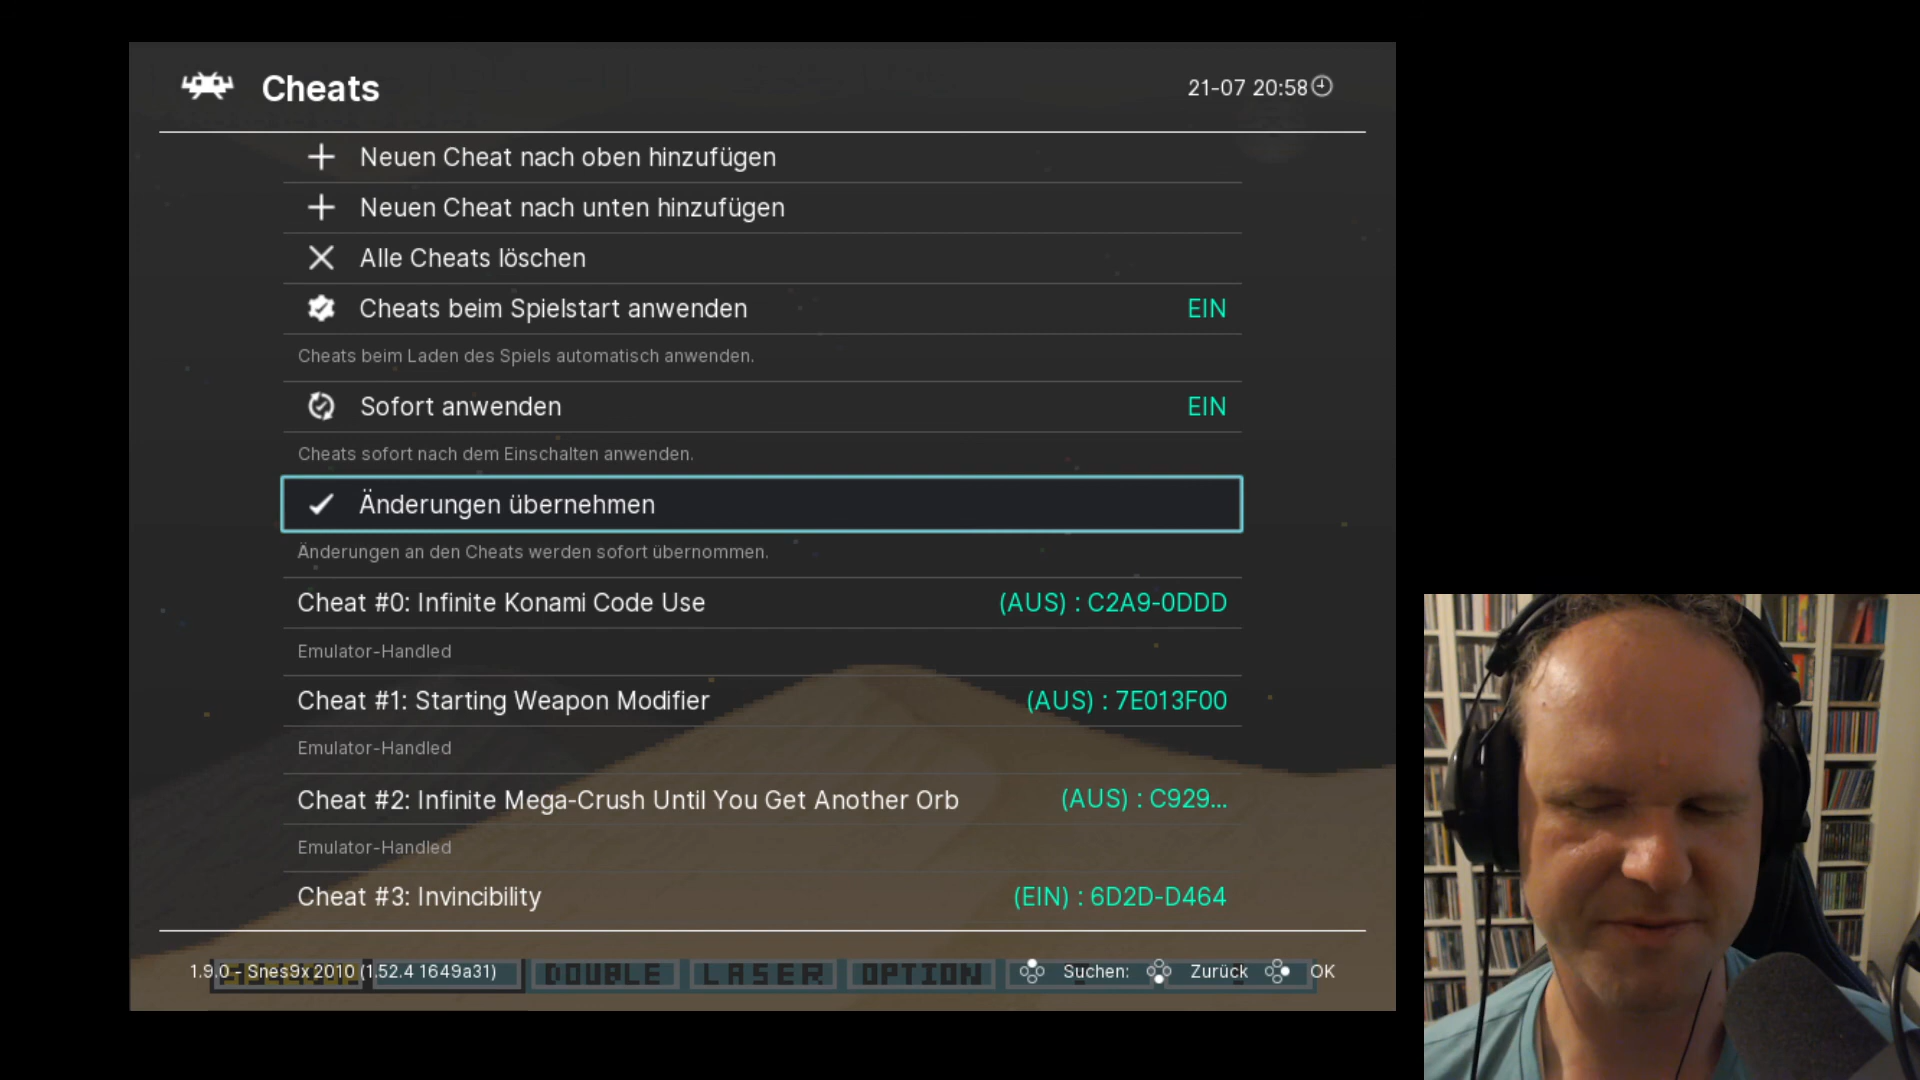 Cheats
21-07 20:58
Neuen Cheat nach oben hinzufügen
Neuen Cheat nach unten hinzufügen
Alle Cheats löschen
Cheats beim Spielstart anwenden EIN
Cheats beim Laden des Spiels automatisch anwenden.
Sofort anwenden EIN
Cheats sofort nach dem Einschalten anwenden.
Änderungen übernehmen
Änderungen an den Cheats werden sofort übernommen.
Cheat #0: Infinite Konami Code Use (AUS) : C2A9-0DDD
Emulator-Handled
Cheat #1: Starting Weapon Modifier (AUS) : 7E013F00
Emulator-Handled
Cheat #2: Infinite Mega-Crush Until You Get Another Orb (AUS) : C929...
Emulator-Handled
Cheat #3: Invincibility (EIN) : 6D2D-D464
1.9.0 - Snes9x 2010 (1.52.4 1649a31) Suchen: Zurück OK
DOUBLE LASER OPTION